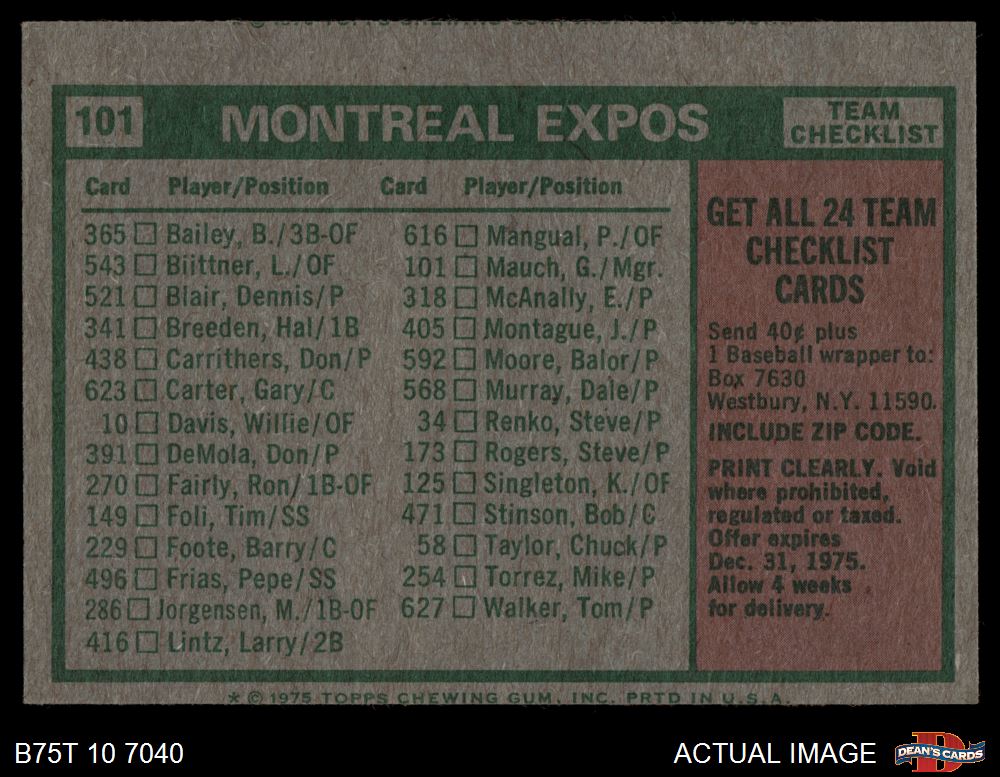 101 MONTREAL EXPOS TEAM CHECKLIST
Card Player/Position Card Player/Position
365 Bailey, B./3B-OF
543 Biittner, L./OF
521 Blair, Dennis/P
341 Breeden, Hal/1B
438 Carrithers, Don/P
623 Carter, Gary/C
10 Davis, Willie/OF
391 DeMola, Don/P
270 Fairly, Ron/1B-OF
149 Foli, Tim/SS
229 Foote, Barry/C
496 Frias, Pepe/SS
286 Jorgensen, M./1B-OF
416 Lintz, Larry/2B
616 Mangual, P./OF
101 Mauch, G./Mgr.
318 McAnally, E./P
405 Montague, J./P
592 Moore, Balor/P
568 Murray, Dale/P
34 Renko, Steve/P
173 Rogers, Steve/P
125 Singleton, K./OF
471 Stinson, Bob/C
58 Taylor, Chuck/P
254 Torrez, Mike/P
627 Walker, Tom/P
GET ALL 24 TEAM
CHECKLIST
CARDS
Send 40¢ plus
1 Baseball wrapper to:
Box 7630
Westbury, N.Y. 11590.
INCLUDE ZIP CODE.
PRINT CLEARLY. Void
where prohibited,
regulated or taxed.
Offer expires
Dec. 31, 1975.
Allow 4 weeks
for delivery.
* © 1975 TOPPS CHEWING GUM, INC. PRTD IN U.S.A.
B75T 10 7040
ACTUAL IMAGE
DEAN'S CARDS